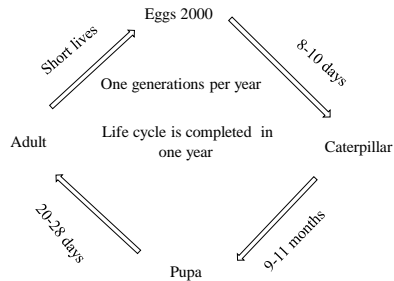 Eggs 2000
Short lives
8-10 days
One generations per year
Life cycle is completed in
one year
Adult
Caterpillar
20-28 days
9-11 months
Pupa